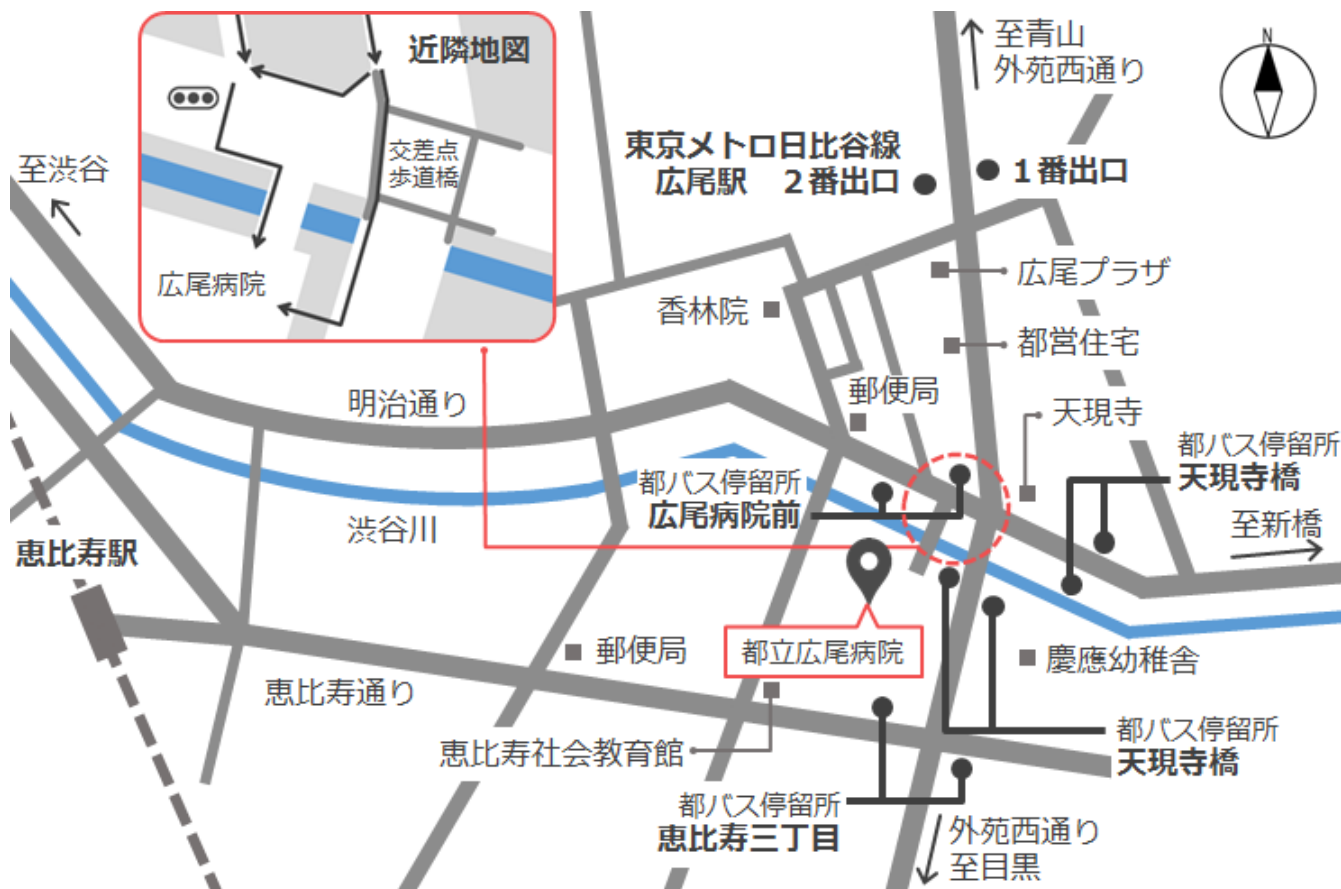 近隣地図
交差点
歩道橋
広尾病院
至渋谷
至青山
外苑西通り
N
東京メトロ日比谷線
広尾駅　２番出口
１番出口
広尾プラザ
香林院
都営住宅
明治通り
郵便局
天現寺
都バス停留所
天現寺橋
都バス停留所
広尾病院前
渋谷川
至新橋
恵比寿駅
都立広尾病院
郵便局
慶應幼稚舎
恵比寿通り
恵比寿社会教育館
都バス停留所
天現寺橋
都バス停留所
恵比寿三丁目
外苑西通り
至目黒